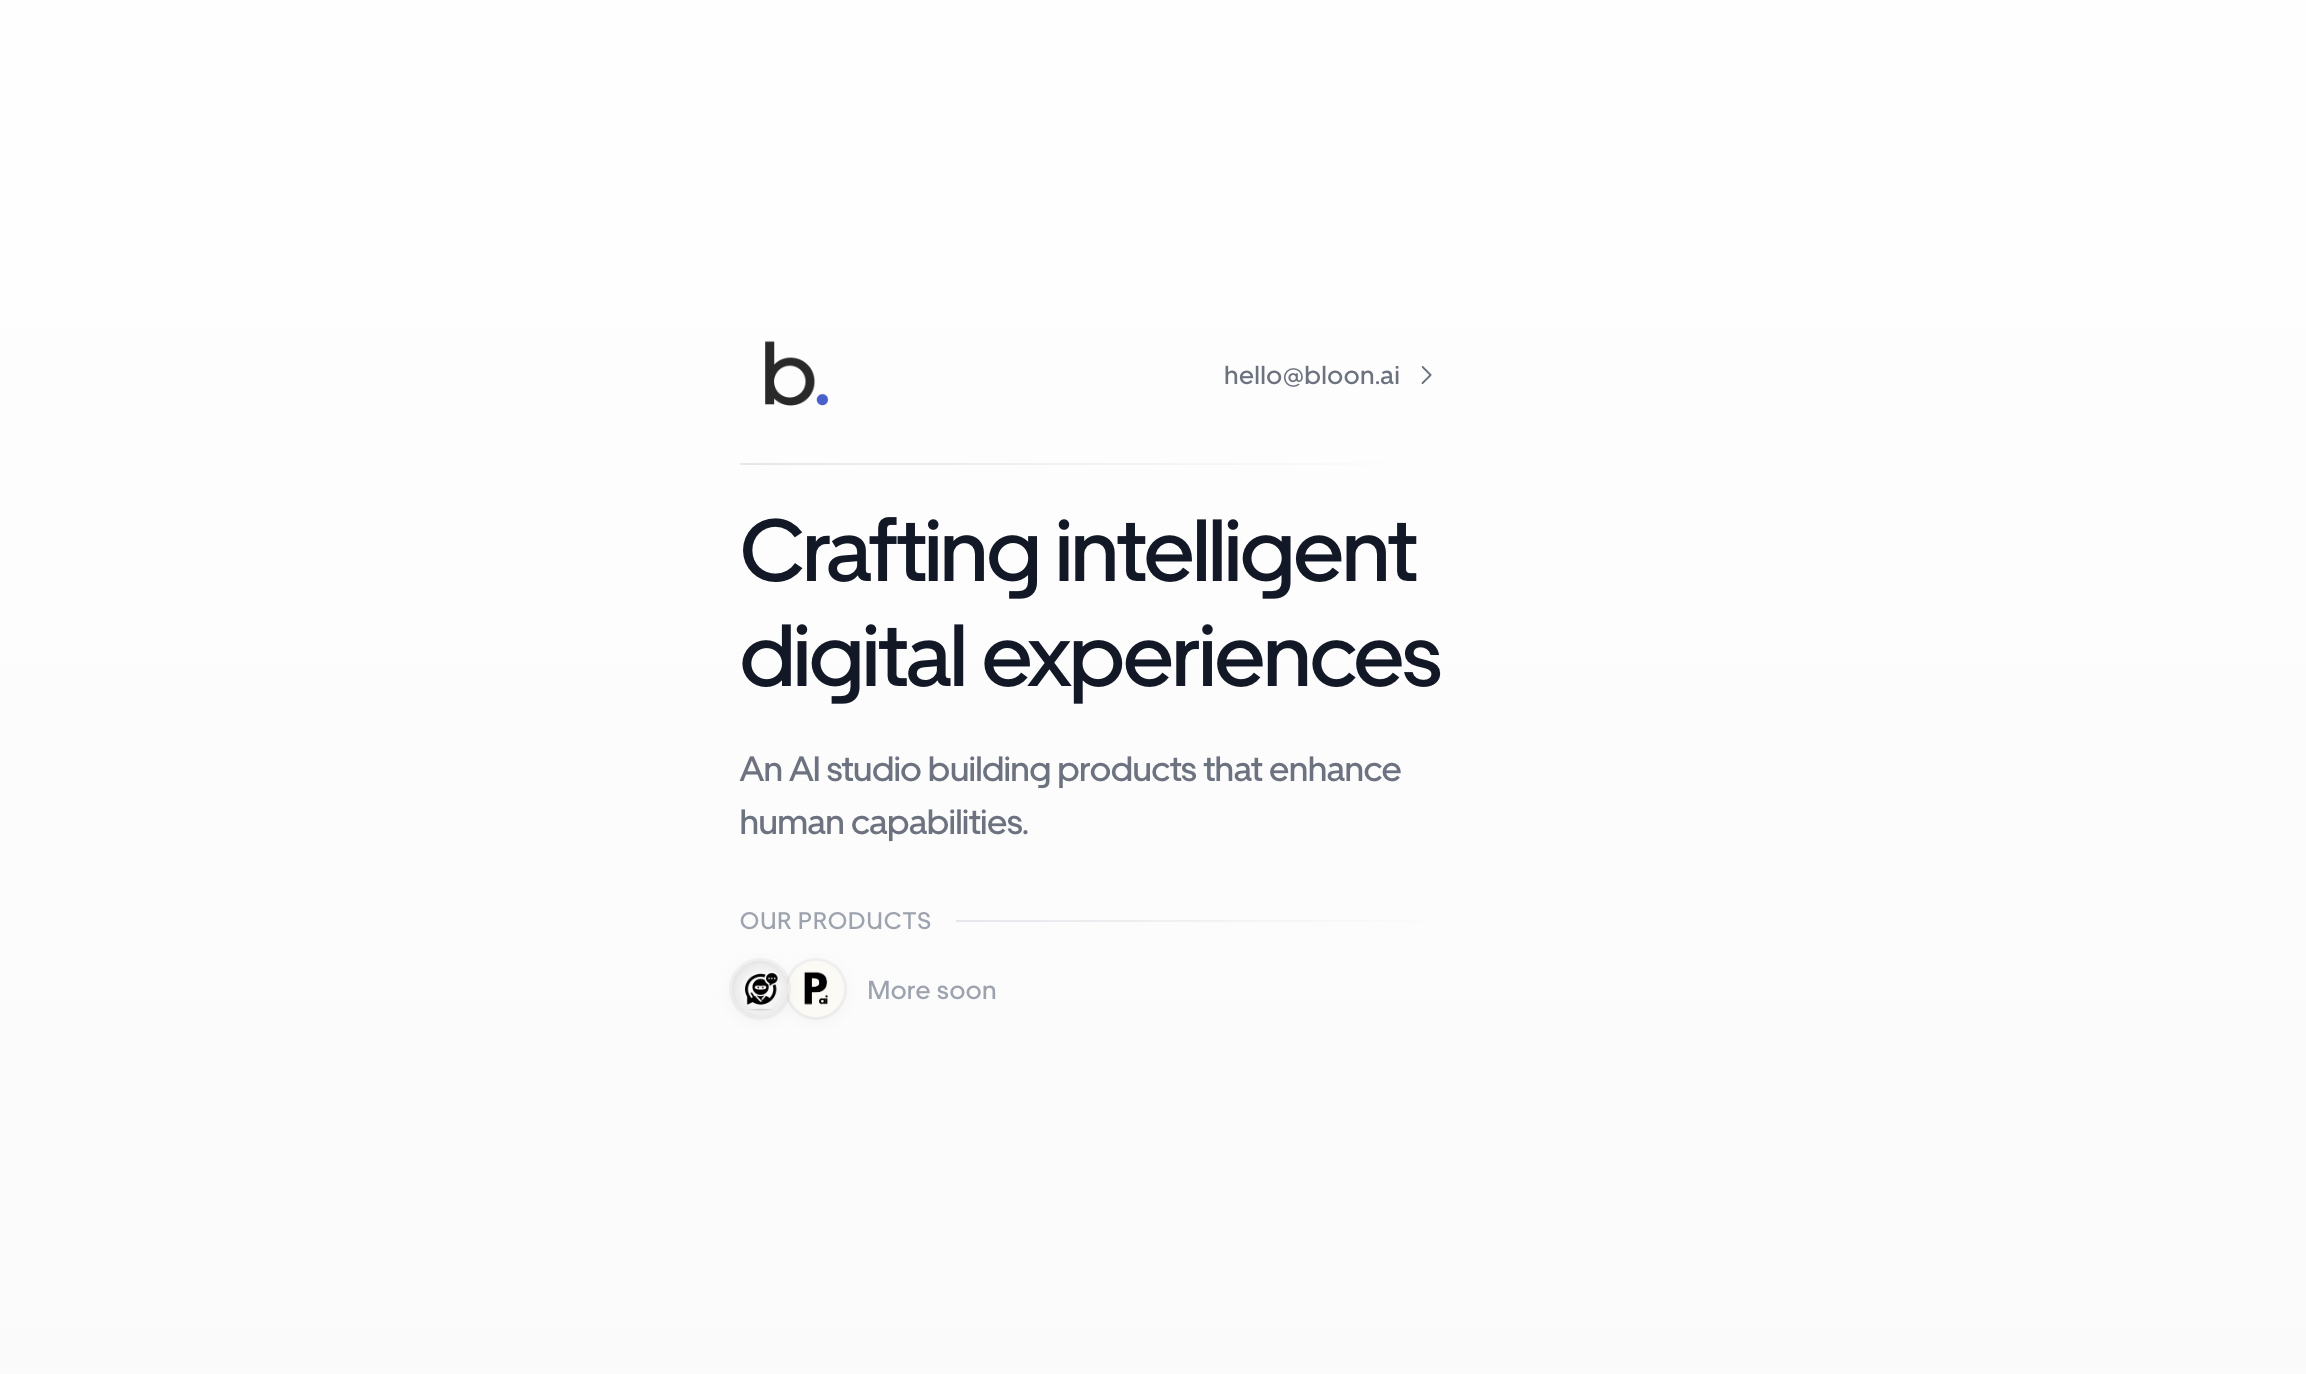 b.
hello@bloon.ai
Crafting intelligent
digital experiences
An AI studio building products that enhance
human capabilities.
OUR PRODUCTS
P.ai
More soon